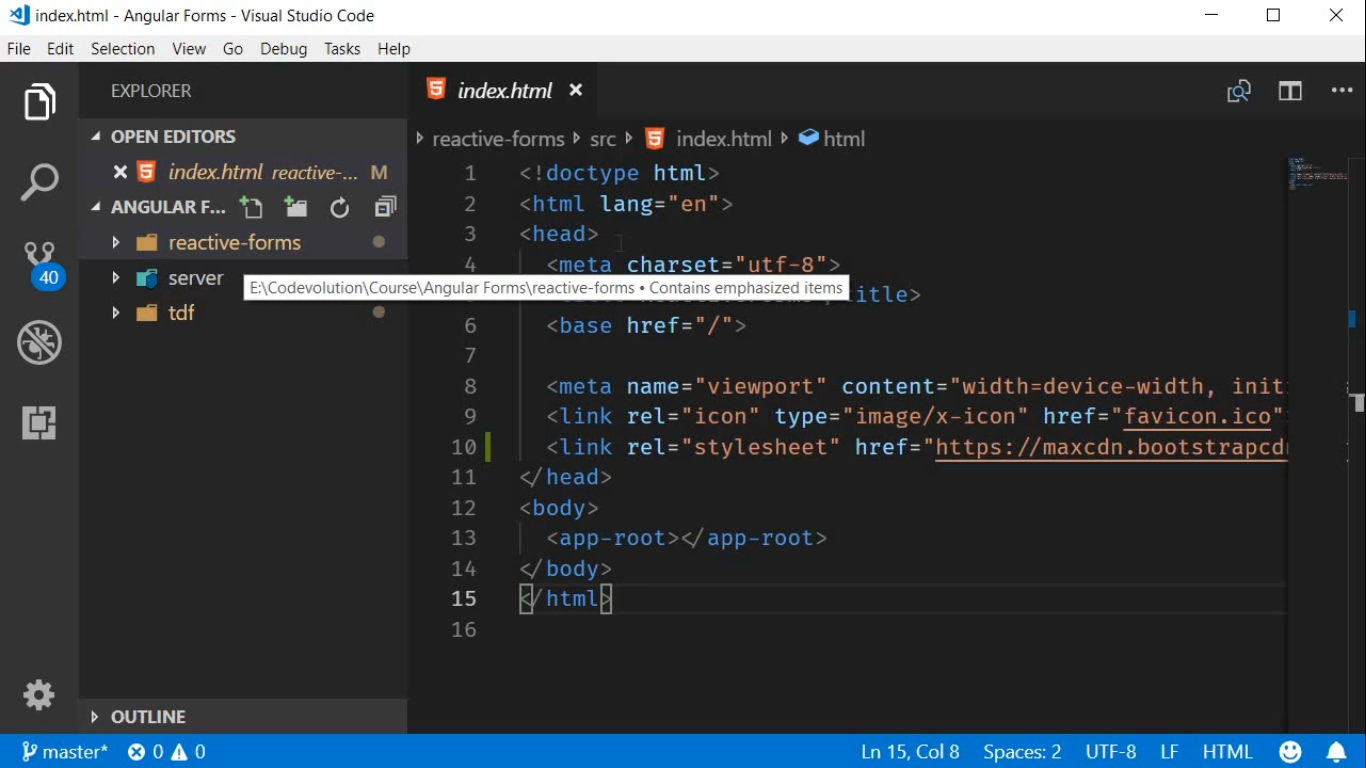 index.html - Angular Forms - Visual Studio Code
File Edit Selection View Go Debug Tasks Help
EXPLORER
OPEN EDITORS
index.html reactive-... M
ANGULAR F...
reactive-forms
server
tdf
E:\Codevolution\Course\Angular Forms\reactive-forms • Contains emphasized items
40
OUTLINE
index.html
reactive-forms src index.html html
1 <!doctype html>
2 <html lang="en">
3 <head>
4 <meta charset="utf-8">
title>
6 <base href="/">
7
8 <meta name="viewport" content="width=device-width, init
9 <link rel="icon" type="image/x-icon" href="favicon.ico"
10 <link rel="stylesheet" href="https://maxcdn.bootstrapcd
11 </head>
12 <body>
13 <app-root></app-root>
14 </body>
15 </html>
16
master* 0 0 Ln 15, Col 8 Spaces: 2 UTF-8 LF HTML